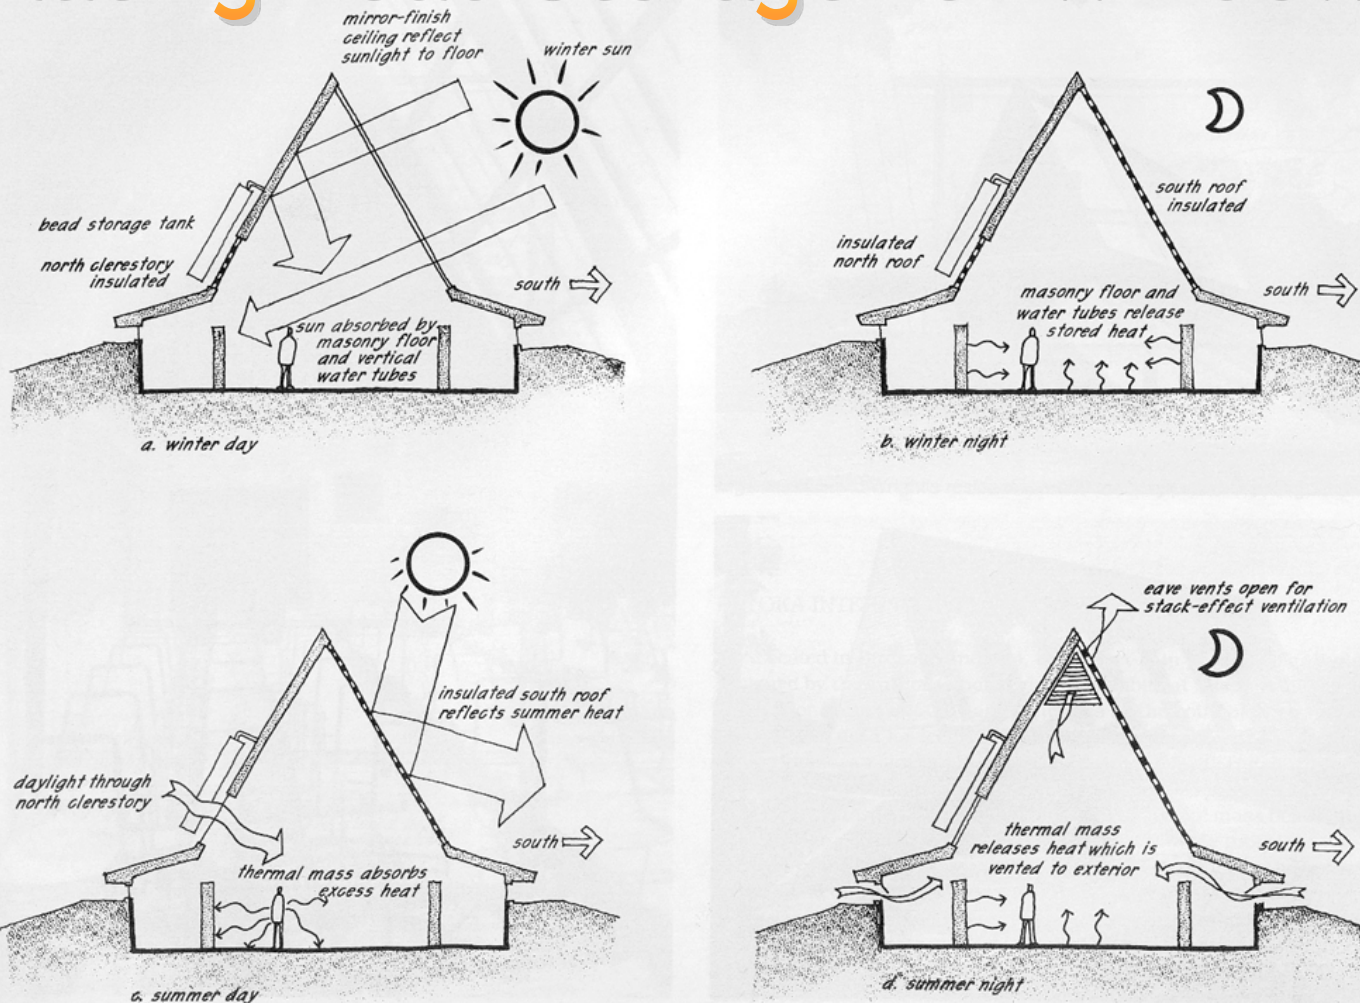 mirror-finish
ceiling reflect
sunlight to floor
winter sun
bead storage tank
north clerestory
insulated
south
sun absorbed by
masonry floor
and vertical
water tubes
a. winter day
south roof
insulated
insulated
north roof
south
masonry floor and
water tubes release
stored heat
b. winter night
insulated south roof
reflects summer heat
daylight through
north clerestory
south
thermal mass absorbs
excess heat
c. summer day
eave vents open for
stack-effect ventilation
thermal mass
releases heat which is
vented to exterior
south
d. summer night